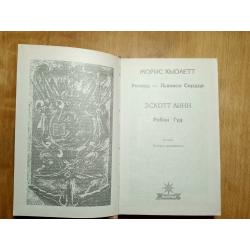 МОРИС ХЬЮЛЕТТ
Ричард — Львиное Сердце
ЭСКОТТ ЛИНН
Робин Гуд